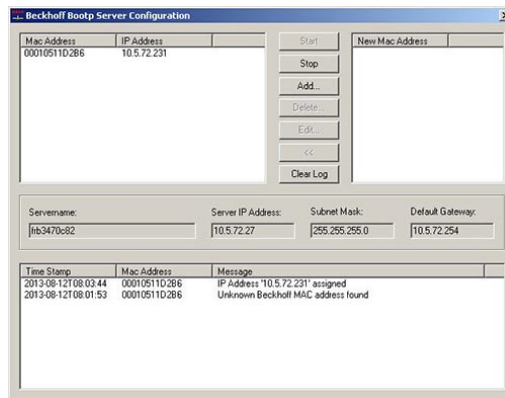 Beckhoff Bootp Server Configuration
Mac Address IP Address
00010511D2B6 10.5.72.231
Start
Stop
Add...
Delete...
Edit...
<<
Clear Log
New Mac Address
Servername: Server IP Address: Subnet Mask: Default Gateway:
frb3470c82 10.5.72.27 255.255.255.0 10.5.72.254
Time Stamp Mac Address Message
2013-08-12T08:03:44 00010511D2B6 IP Address '10.5.72.231' assigned
2013-08-12T08:01:53 00010511D2B6 Unknown Beckhoff MAC address found